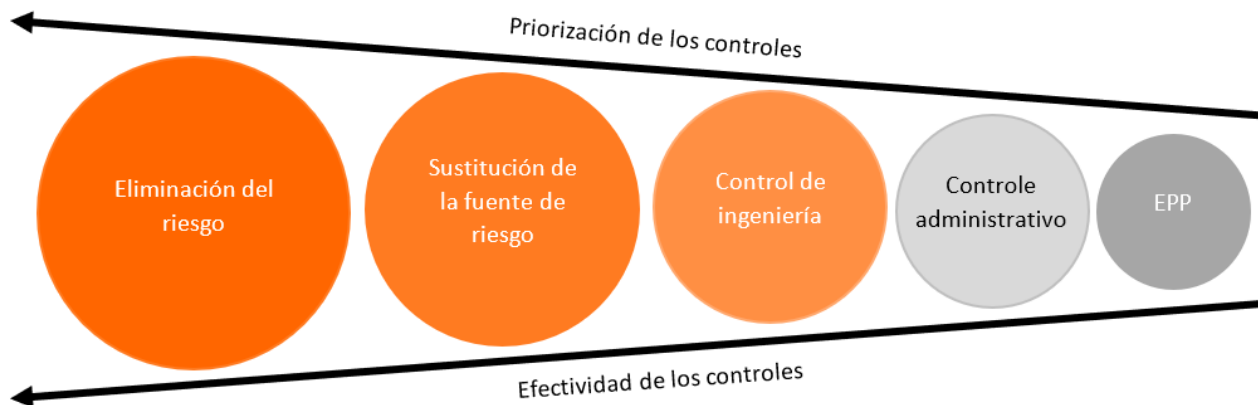 Priorización de los controles
Eliminación del
riesgo
Sustitución de
la fuente de
riesgo
Control de
ingeniería
Controle
administrativo
EPP
Efectividad de los controles